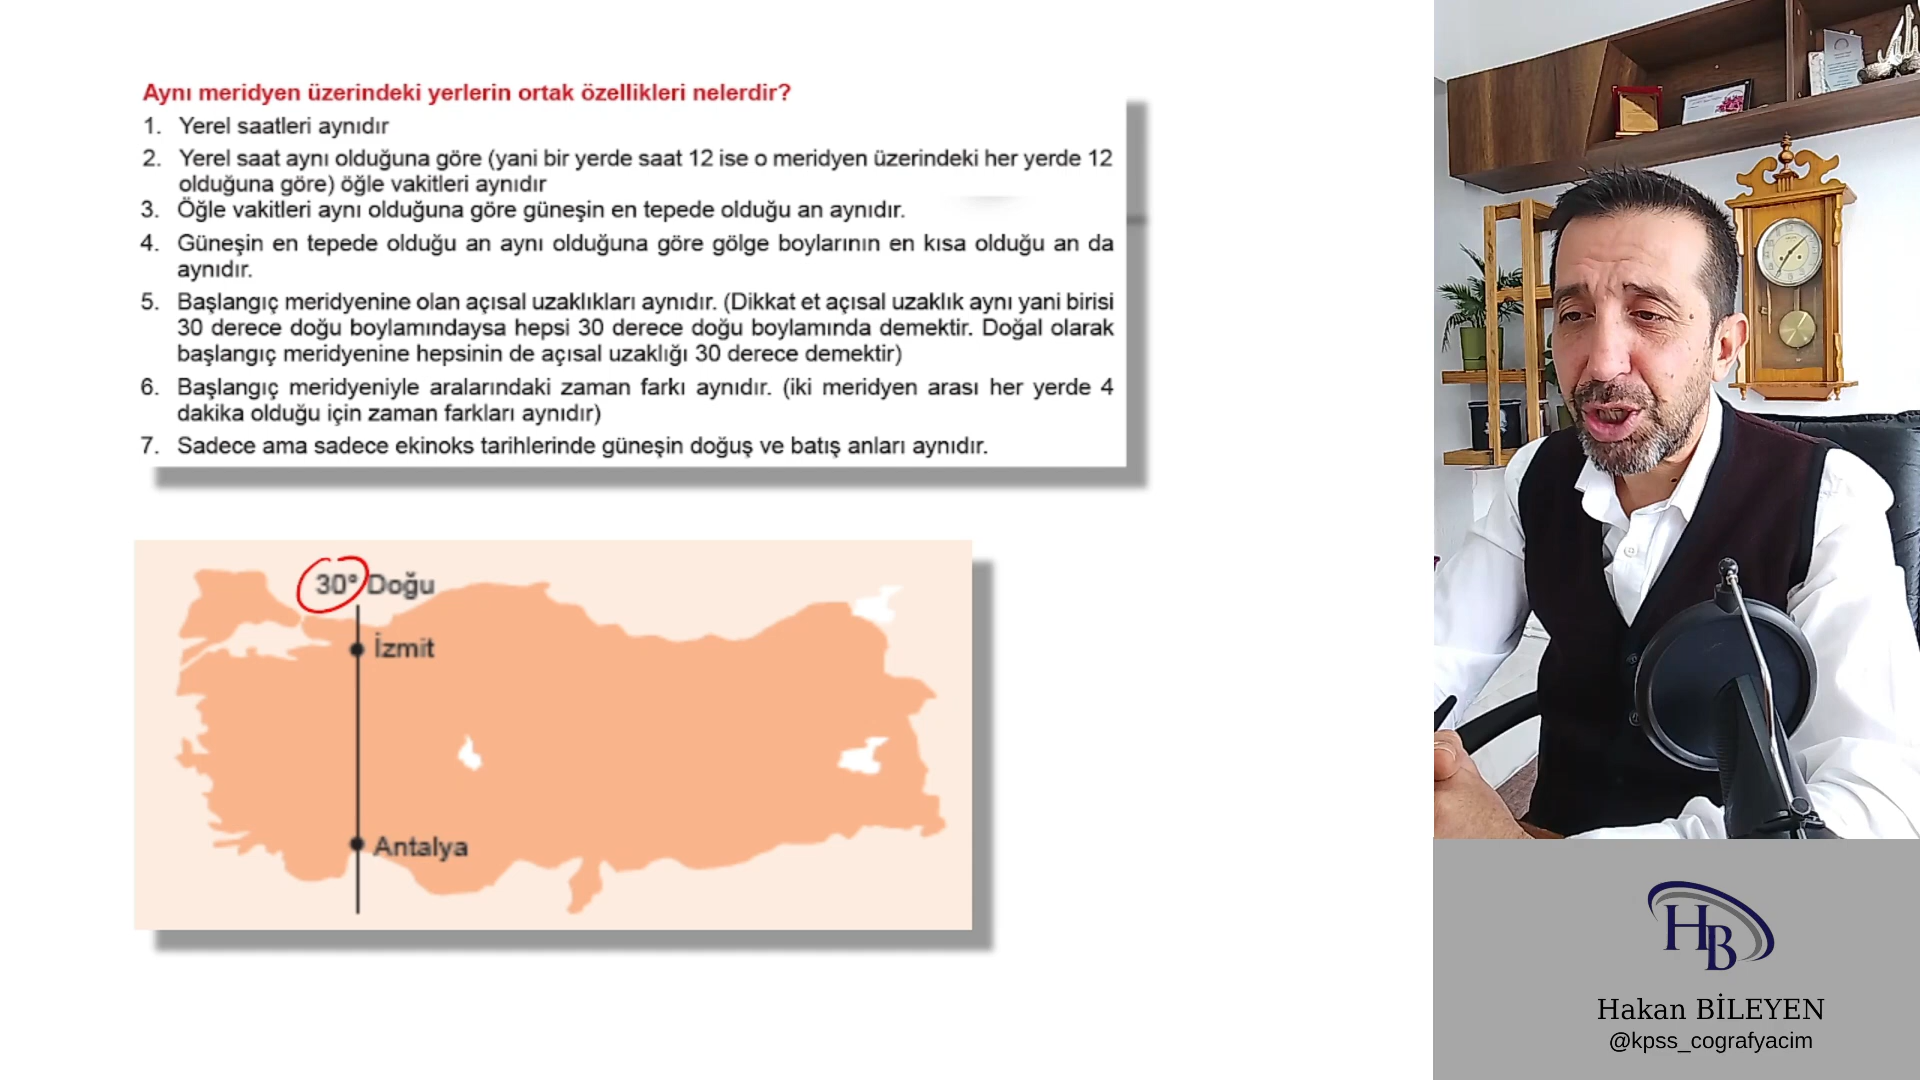 Aynı meridyen üzerindeki yerlerin ortak özellikleri nelerdir?
1. Yerel saatleri aynıdır
2. Yerel saat aynı olduğuna göre (yani bir yerde saat 12 ise o meridyen üzerindeki her yerde 12
olduğuna göre) öğle vakitleri aynıdır
3. Öğle vakitleri aynı olduğuna göre güneşin en tepede olduğu an aynıdır.
4. Güneşin en tepede olduğu an aynı olduğuna göre gölge boylarının en kısa olduğu an da
aynıdır.
5. Başlangıç meridyenine olan açısal uzaklıkları aynıdır. (Dikkat et açısal uzaklık aynı yani birisi
30 derece doğu boylamındaysa hepsi 30 derece doğu boylamında demektir. Doğal olarak
başlangıç meridyenine hepsinin de açısal uzaklığı 30 derece demektir)
6. Başlangıç meridyeniyle aralarındaki zaman farkı aynıdır. (iki meridyen arası her yerde 4
dakika olduğu için zaman farkları aynıdır)
7. Sadece ama sadece ekinoks tarihlerinde güneşin doğuş ve batış anları aynıdır.
30° Doğu
İzmit
Antalya
HB
Hakan BİLEYEN
@kpss_cografyacim